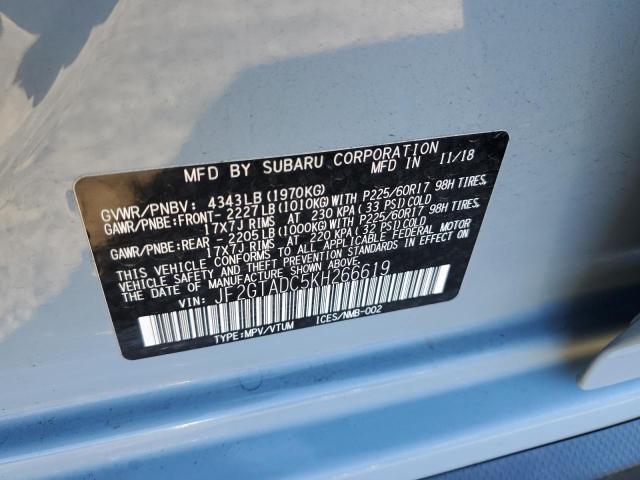 MFD BY SUBARU CORPORATION MFD. IN 11/18
GVWR/PNBV: 4343LB(1970KG)
GAWR/PNBE:FRONT- 2227LB(1010KG)WITH P225/60R17 98H TIRES,
17X7J RIMS AT 230 KPA(33 PSI)COLD
GAWR/PNBE:REAR -2205LB(1000KG)WITH P225/60R17 98H TIRES,
17X7J RIMS AT 220 KPA(32 PSI)COLD
THIS VEHICLE CONFORMS TO ALL APPLICABLE FEDERAL MOTOR
VEHICLE SAFETY AND BUMPER STANDARDS IN EFFECT ON
THE DATE OF MANUFACTURE SHOWN ABOVE.
VIN: JF2GTADC5KH266619
TYPE:MPV/VTUM ICES/NMB-002